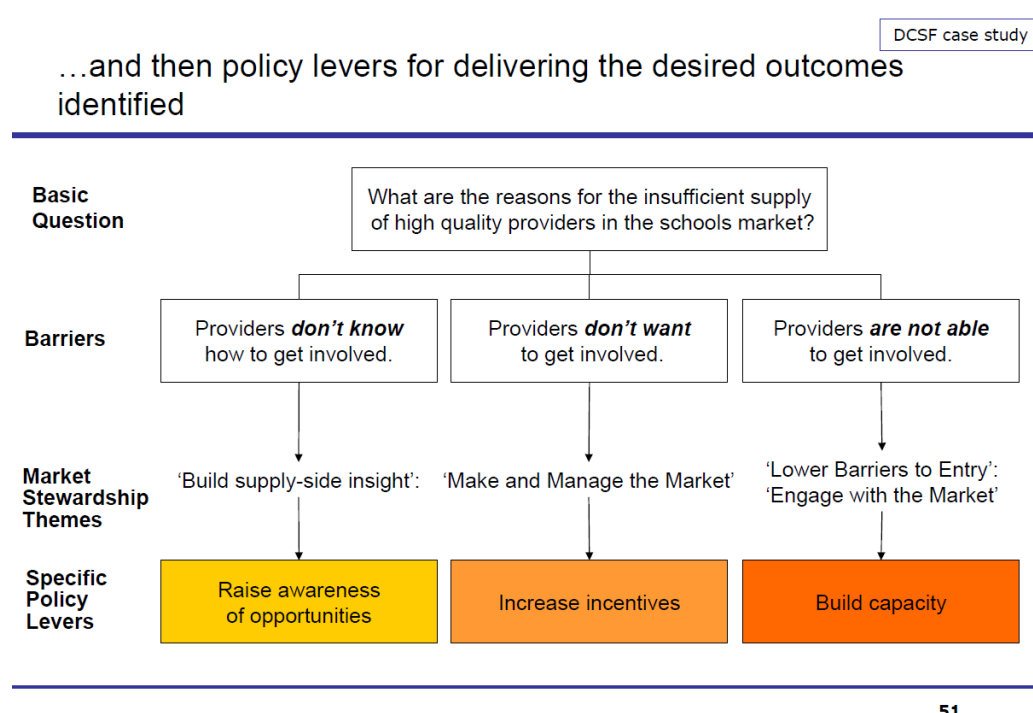 DCSF case study
…and then policy levers for delivering the desired outcomes
identified
Basic
Question
What are the reasons for the insufficient supply
of high quality providers in the schools market?
Barriers
Providers don’t know
how to get involved.
Providers don’t want
to get involved.
Providers are not able
to get involved.
Market
Stewardship
Themes
‘Build supply-side insight’:
‘Make and Manage the Market’
‘Lower Barriers to Entry’:
‘Engage with the Market’
Specific
Policy
Levers
Raise awareness
of opportunities
Increase incentives
Build capacity
51